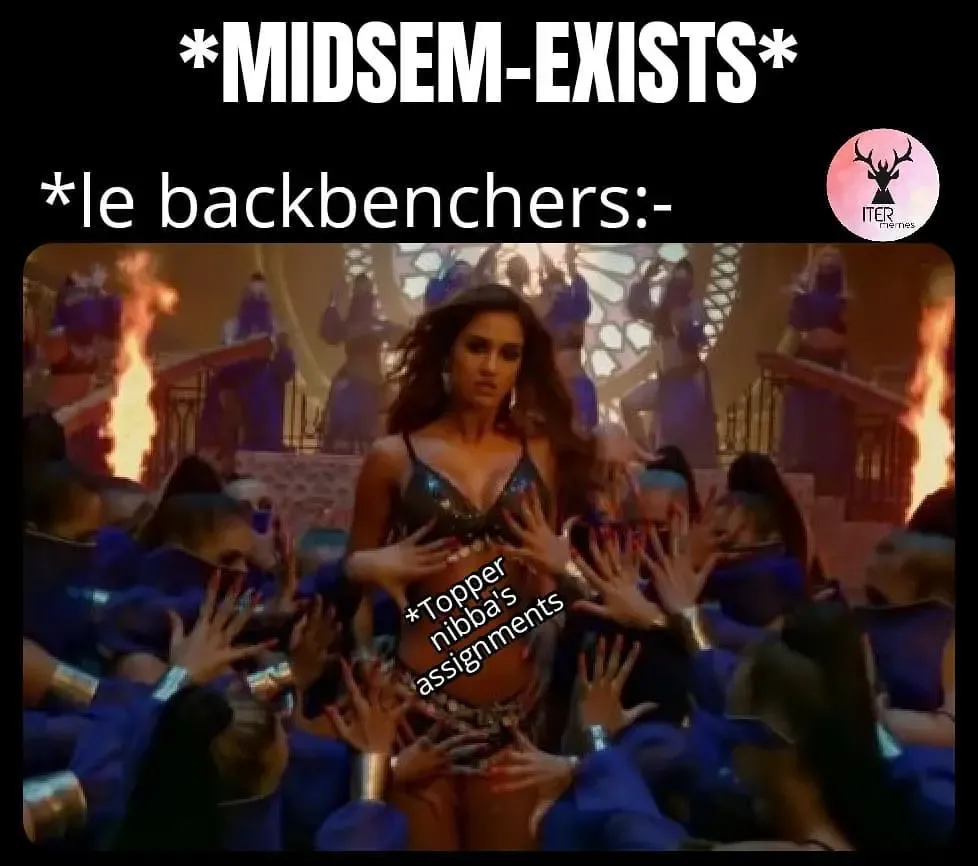 *MIDSEM-EXISTS*
*le backbenchers:-
ITER
memes
*Topper
nibba's
assignments